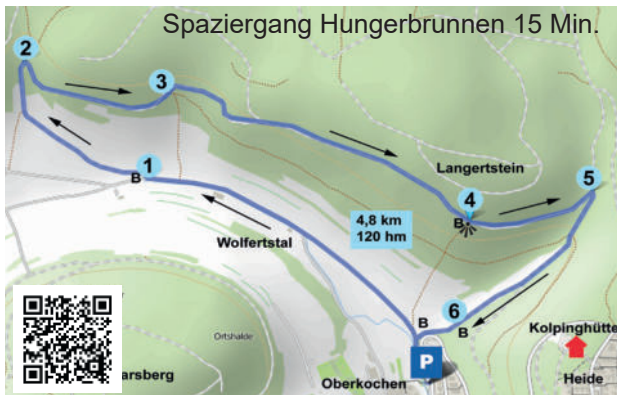 Spaziergang Hungerbrunnen 15 Min.
2
3
1
B
5
Langertstein
4
B
4,8 km
120 hm
Wolfertstal
6
B
B
Kolpinghütte
P
Ortshalde
arsberg
Oberkochen
Heide